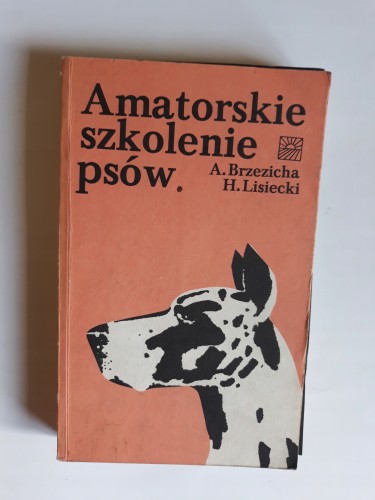 Amatorskie
szkolenie
psów.
A. Brzezicha
H. Lisiecki